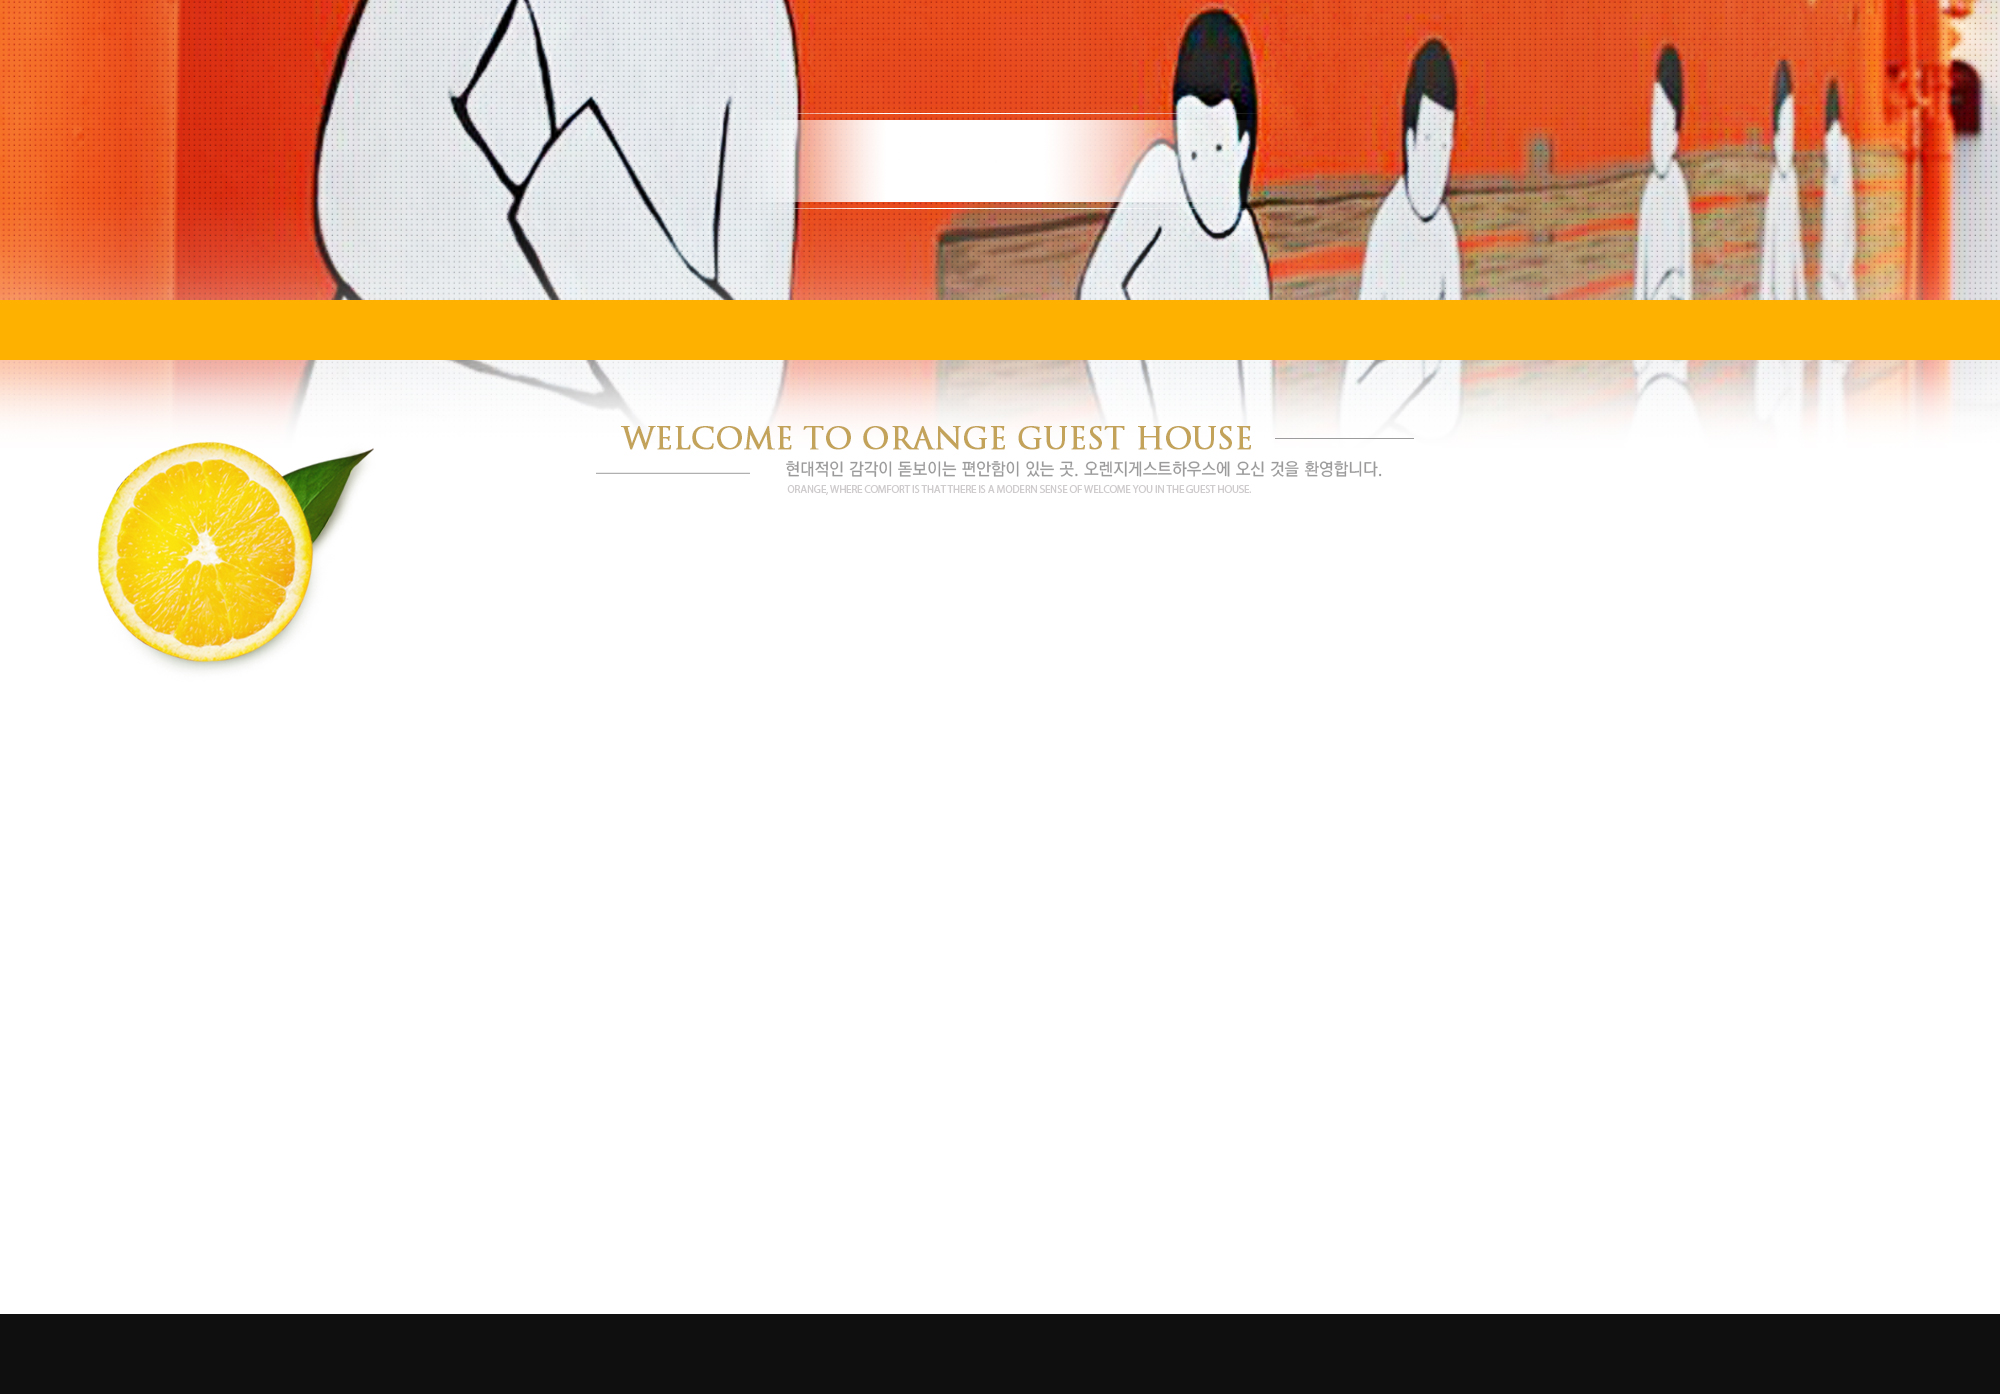 WELCOME TO ORANGE GUEST HOUSE
현대적인 감각이 돋보이는 편안함이 있는 곳. 오렌지게스트하우스에 오신 것을 환영합니다.
ORANGE, WHERE COMFORT IS THAT THERE IS A MODERN SENSE OF WELCOME YOU IN THE GUEST HOUSE.